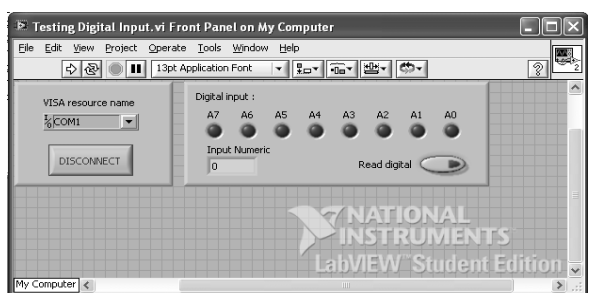 Testing Digital Input.vi Front Panel on My Computer
File Edit View Project Operate Tools Window Help
13pt Application Font
2
VISA resource name
COM1
DISCONNECT
Digital input :
A7 A6 A5 A4 A3 A2 A1 A0
Input Numeric
0
Read digital
NATIONAL
INSTRUMENTS
LabVIEW™ Student Edition
My Computer